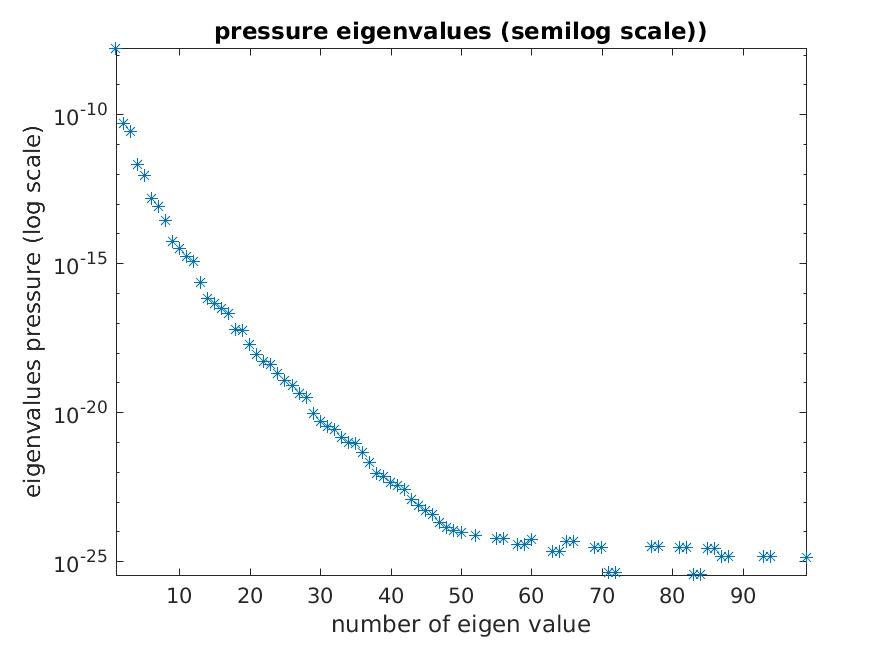 pressure eigenvalues (semilog scale))
eigenvalues pressure (log scale)
10-10
10-15
10-20
10-25
10 20 30 40 50 60 70 80 90
number of eigen value